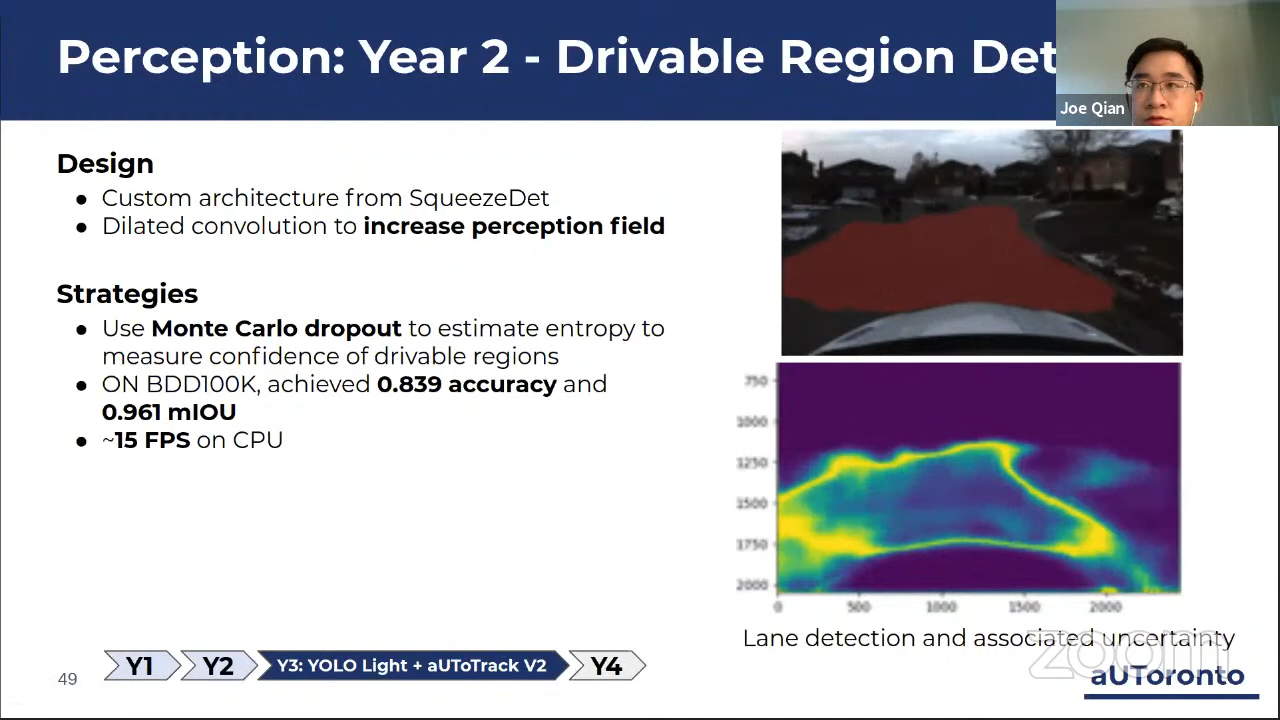 Perception: Year 2 - Drivable Region Det
Joe Qian
Design
● Custom architecture from SqueezeDet
● Dilated convolution to increase perception field
Strategies
● Use Monte Carlo dropout to estimate entropy to
measure confidence of drivable regions
● ON BDD100K, achieved 0.839 accuracy and
0.961 mIOU
● ~15 FPS on CPU
750
1000
1250
1500
1750
2000
0 500 1000 1500 2000
Lane detection and associated uncertainty
zoom
Y1 Y2 Y3: YOLO Light + aUToTrack V2 Y4
49
aUToronto